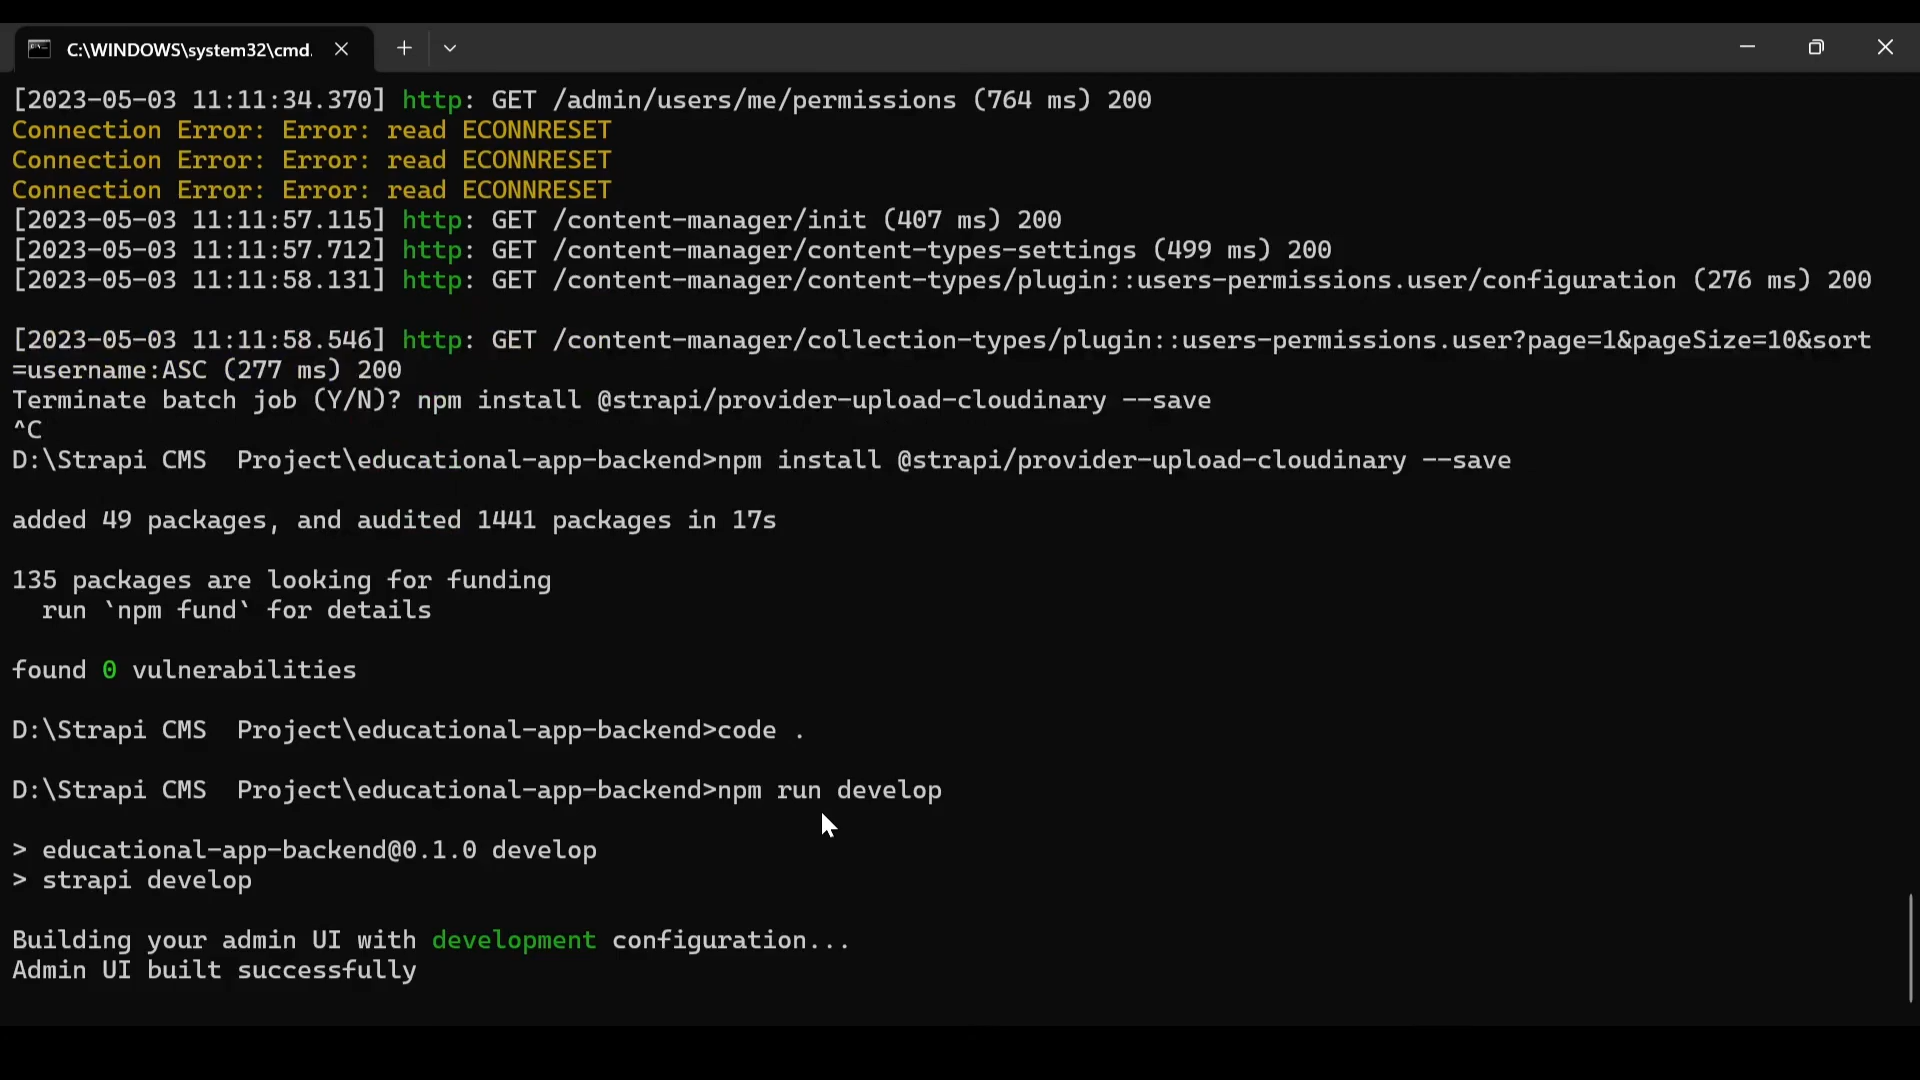 C:\WINDOWS\system32\cmd.
[2023-05-03 11:11:34.370] http: GET /admin/users/me/permissions (764 ms) 200
Connection Error: Error: read ECONNRESET
Connection Error: Error: read ECONNRESET
Connection Error: Error: read ECONNRESET
[2023-05-03 11:11:57.115] http: GET /content-manager/init (407 ms) 200
[2023-05-03 11:11:57.712] http: GET /content-manager/content-types-settings (499 ms) 200
[2023-05-03 11:11:58.131] http: GET /content-manager/content-types/plugin::users-permissions.user/configuration (276 ms) 200
[2023-05-03 11:11:58.546] http: GET /content-manager/collection-types/plugin::users-permissions.user?page=1&pageSize=10&sort
=username:ASC (277 ms) 200
Terminate batch job (Y/N)? npm install @strapi/provider-upload-cloudinary --save
^C
D:\Strapi CMS  Project\educational-app-backend>npm install @strapi/provider-upload-cloudinary --save
added 49 packages, and audited 1441 packages in 17s
135 packages are looking for funding
  run `npm fund` for details
found 0 vulnerabilities
D:\Strapi CMS  Project\educational-app-backend>code .
D:\Strapi CMS  Project\educational-app-backend>npm run develop
> educational-app-backend@0.1.0 develop
> strapi develop
Building your admin UI with development configuration...
Admin UI built successfully